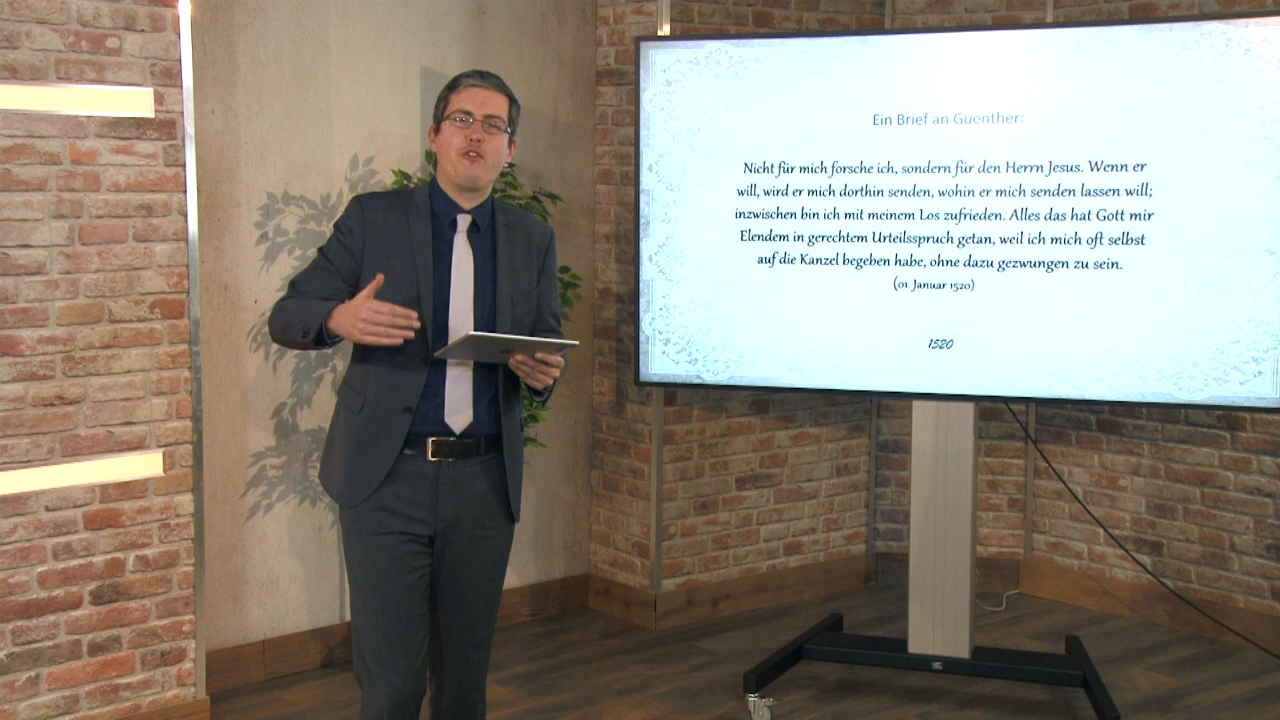 Ein Brief an Guenther:
Nicht für mich forsche ich, sondern für den Herrn Jesus. Wenn er
will, wird er mich dorthin senden, wohin er mich senden lassen will;
inzwischen bin ich mit meinem Los zufrieden. Alles das hat Gott mir
Elendem in gerechtem Urteilsspruch getan, weil ich mich oft selbst
auf die Kanzel begeben habe, ohne dazu gezwungen zu sein.
(01. Januar 1520)
1520